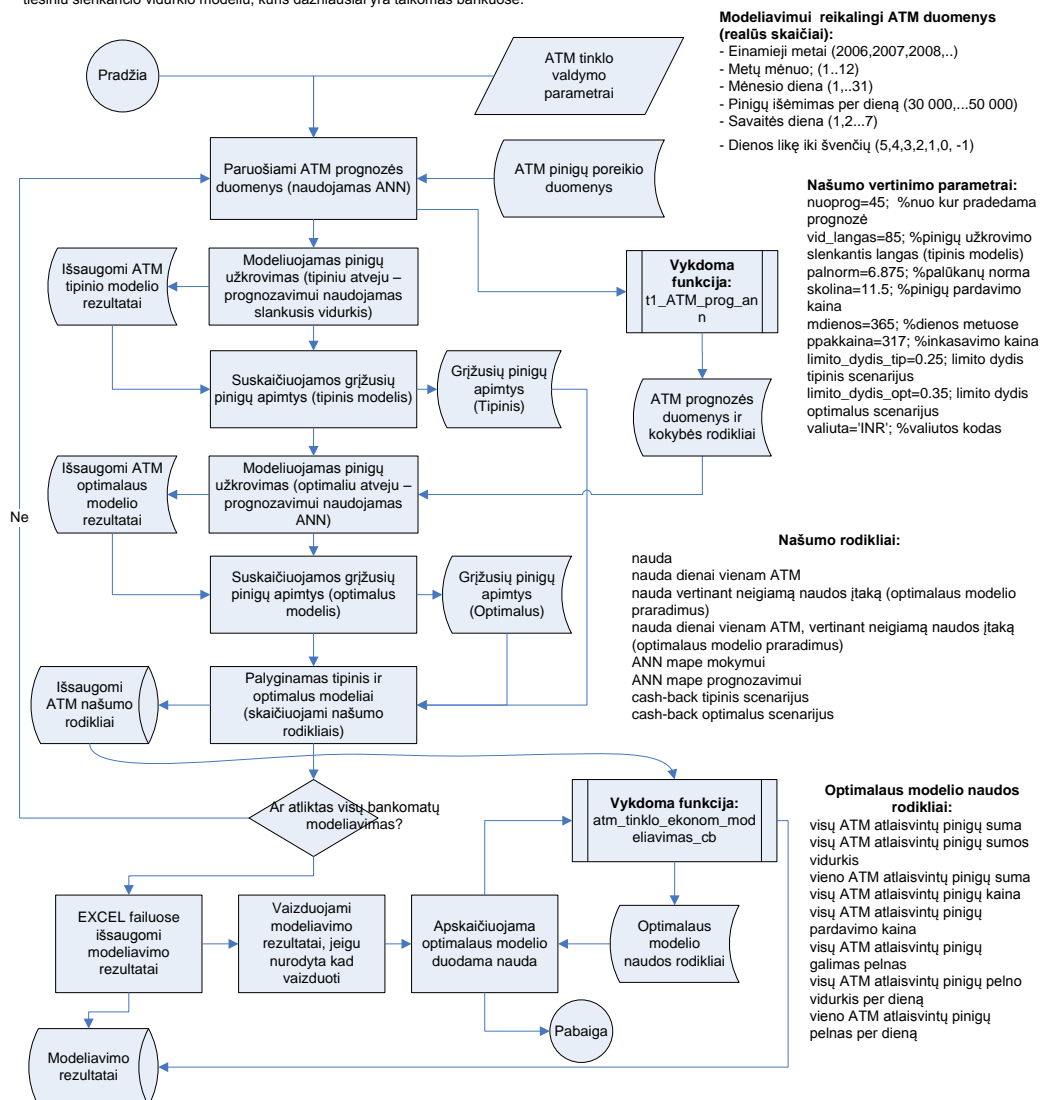 tiesiniu slenkančio vidurkio modeliu, kuris dažniausiai yra taikomas bankuose.
Pradžia
ATM tinklo
valdymo
parametrai
Modeliavimui reikalingi ATM duomenys
(realūs skaičiai):
- Einamieji metai (2006,2007,2008,..)
- Metų mėnuo; (1..12)
- Mėnesio diena (1,..31)
- Pinigų išėmimas per dieną (30 000,...50 000)
- Savaitės diena (1,2...7)
- Dienos likę iki švenčių (5,4,3,2,1,0, -1)
Paruošiami ATM prognozės
duomenys (naudojamas ANN)
ATM pinigų poreikio
duomenys
Našumo vertinimo parametrai:
nuoprog=45; %nuo kur pradedama
prognozė
vid_langas=85; %pinigų užkrovimo
slenkantis langas (tipinis modelis)
palnorm=6.875; %palūkanų norma
skolina=11.5; %pinigų pardavimo
kaina
mdienos=365; %dienos metuose
ppakkaina=317; %inkasavimo kaina
limito_dydis_tip=0.25; limito dydis
tipinis scenarijus
limito_dydis_opt=0.35; limito dydis
optimalus scenarijus
valiuta='INR'; %valiutos kodas
Išsaugomi ATM
tipinio modelio
rezultatai
Modeliuojamas pinigų
užkrovimas (tipiniu atveju –
prognozavimui naudojamas
slankusis vidurkis)
Vykdoma
funkcija:
t1_ATM_prog_an
n
Suskaičiuojamos grįžusių
pinigų apimtys (tipinis modelis)
Grįžusių pinigų
apimtys
(Tipinis)
ATM prognozės
duomenys ir
kokybės rodikliai
Išsaugomi ATM
optimalaus
modelio
rezultatai
Modeliuojamas pinigų
užkrovimas (optimaliu atveju –
prognozavimui naudojamas
ANN)
Ne
Našumo rodikliai:
nauda
nauda dienai vienam ATM
nauda vertinant neigiamą naudos įtaką (optimalaus modelio
praradimus)
nauda dienai vienam ATM, vertinant neigiamą naudos įtaką
(optimalaus modelio praradimus)
ANN mape mokymui
ANN mape prognozavimui
cash-back tipinis scenarijus
cash-back optimalus scenarijus
Suskaičiuojamos grįžusių
pinigų apimtys (optimalus
modelis)
Grįžusių pinigų
apimtys
(Optimalus)
Išsaugomi
ATM našumo
rodikliai
Palyginamas tipinis ir
optimalus modeliai
(skaičiuojami našumo
rodikliais)
Ar atliktas visų bankomatų
modeliavimas?
Vykdoma funkcija:
atm_tinklo_ekonom_mod
eliavimas_cb
Optimalaus modelio naudos
rodikliai:
visų ATM atlaisvintų pinigų suma
visų ATM atlaisvintų pinigų sumos
vidurkis
vieno ATM atlaisvintų pinigų suma
visų ATM atlaisvintų pinigų kaina
visų ATM atlaisvintų pinigų
pardavimo kaina
visų ATM atlaisvintų pinigų
galimas pelnas
visų ATM atlaisvintų pinigų pelno
vidurkis per dieną
vieno ATM atlaisvintų pinigų
pelnas per dieną
EXCEL failuose
išsaugomi
modeliavimo
rezultatai
Vaizduojami
modeliavimo
rezultatai, jeigu
nurodyta kad
vaizduoti
Apskaičiuojama
optimalaus modelio
duodama nauda
Optimalaus
modelio
naudos rodikliai
Pabaiga
Modeliavimo
rezultatai